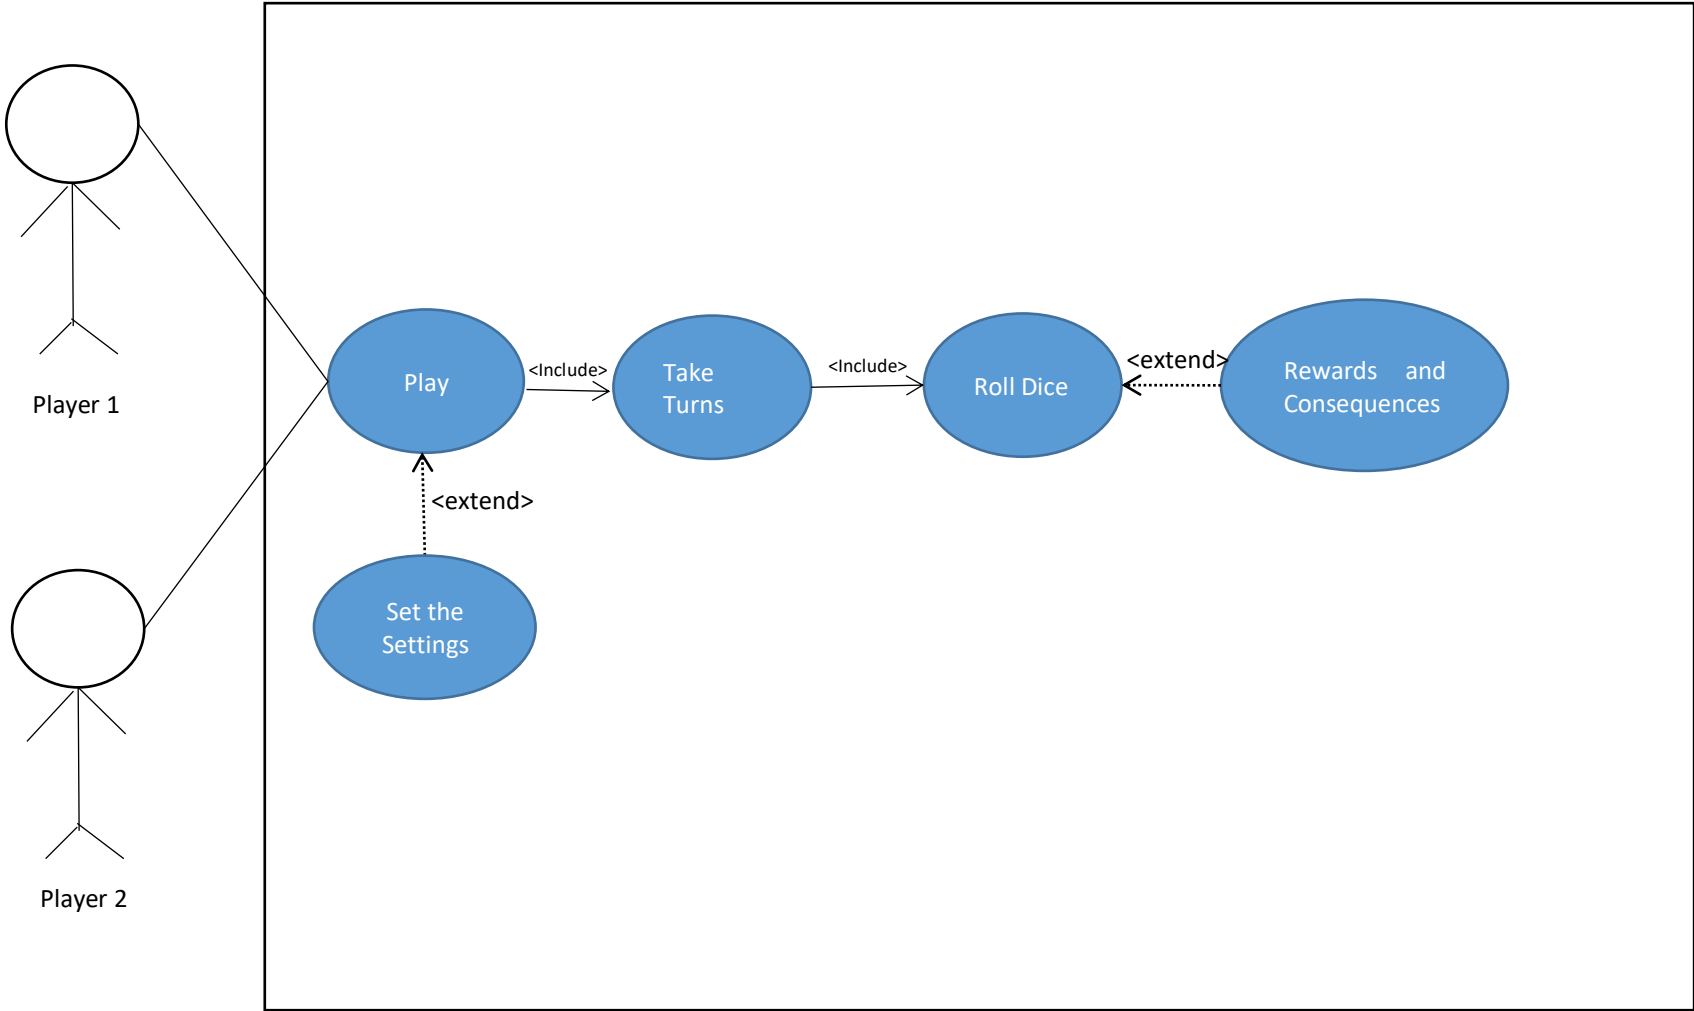 Player 1
Play
<Include>
Take
Turns
<Include>
Roll Dice
<extend>
Rewards and
Consequences
<extend>
Set the
Settings
Player 2